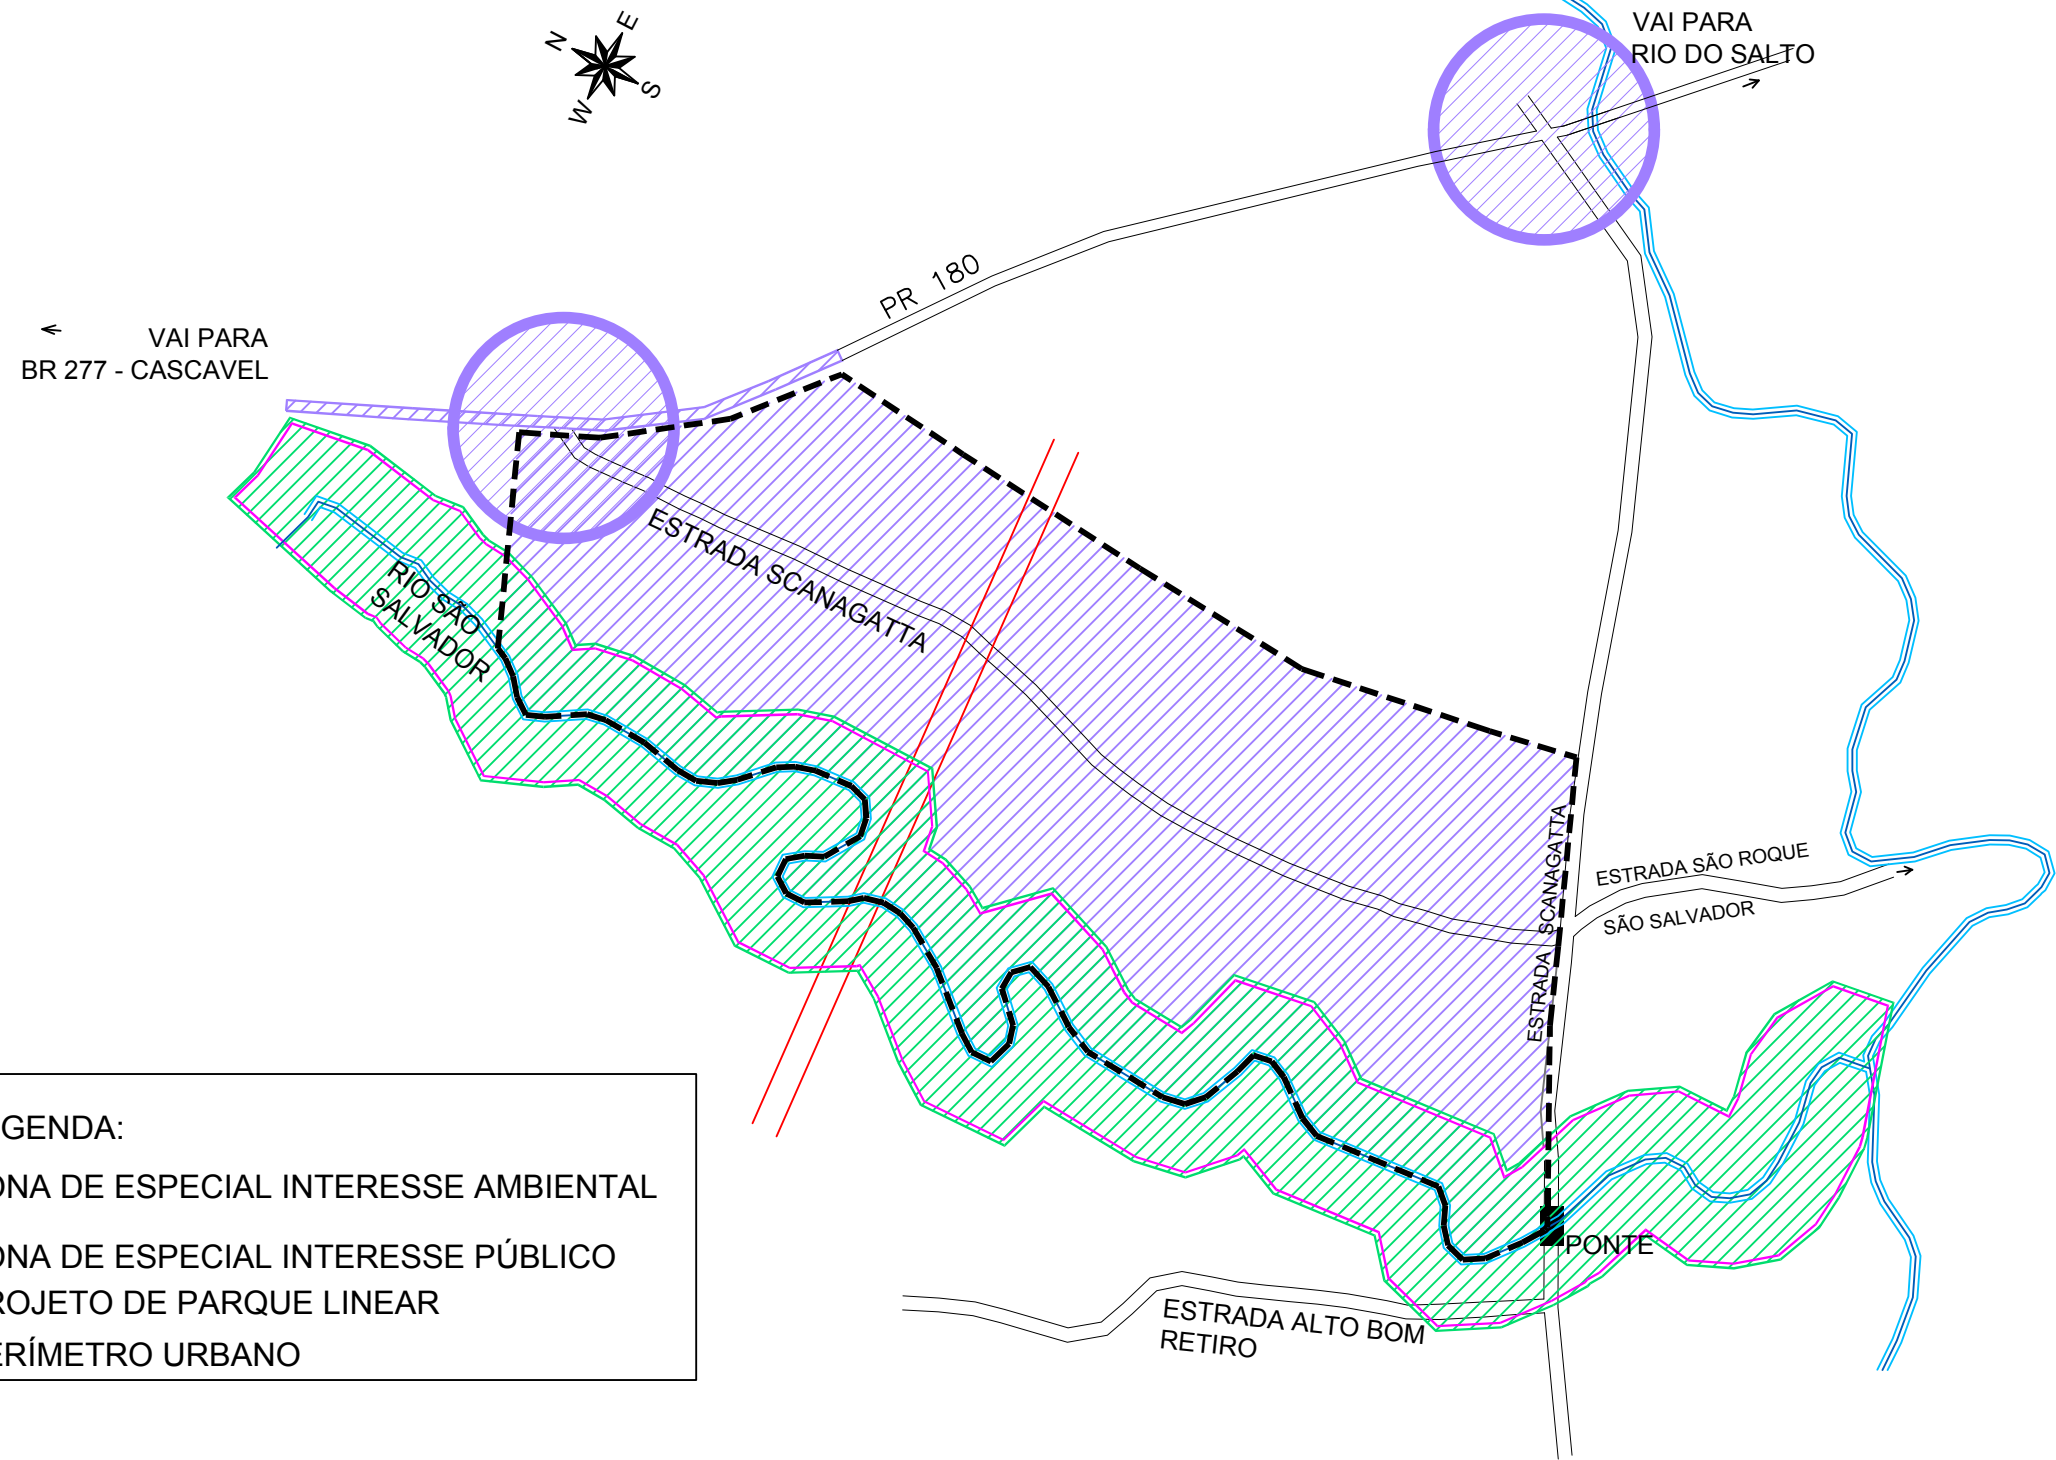 N
E
W
S
VAI PARA
RIO DO SALTO
PR 180
VAI PARA
BR 277 - CASCAVEL
ESTRADA SCANAGATTA
RIO SÃO
SALVADOR
ESTRADA SCANAGATTA
ESTRADA SÃO ROQUE
SÃO SALVADOR
PONTE
ESTRADA ALTO BOM
RETIRO
GENDA:
ONA DE ESPECIAL INTERESSE AMBIENTAL
ONA DE ESPECIAL INTERESSE PÚBLICO
ROJETO DE PARQUE LINEAR
ERÍMETRO URBANO